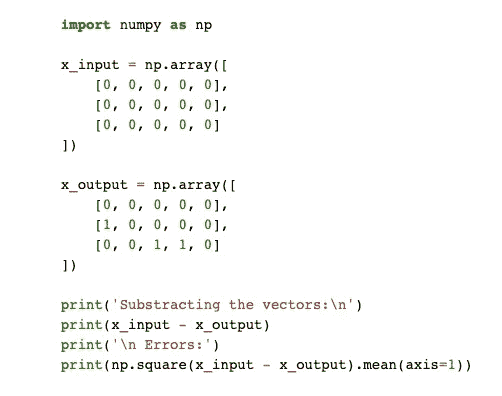 import numpy as np
x_input = np.array([
[0, 0, 0, 0, 0],
[0, 0, 0, 0, 0],
[0, 0, 0, 0, 0]
])
x_output = np.array([
[0, 0, 0, 0, 0],
[1, 0, 0, 0, 0],
[0, 0, 1, 1, 0]
])
print('Substracting the vectors:\n')
print(x_input - x_output)
print('\n Errors:')
print(np.square(x_input - x_output).mean(axis=1))